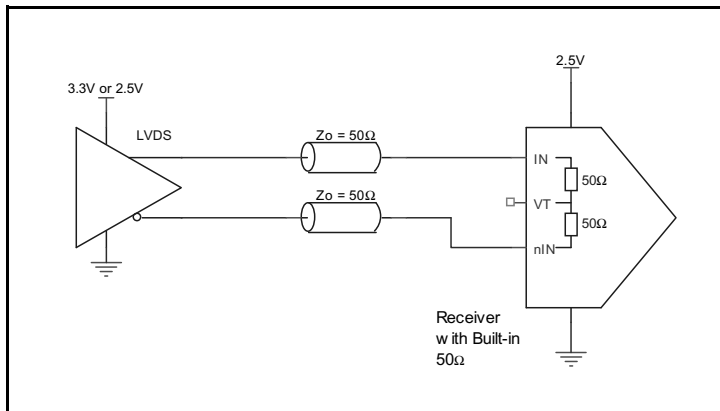 2.5V
3.3V or 2.5V
LVDS
Zo = 50Ω
IN
50Ω
Zo = 50Ω
VT
50Ω
nIN
Receiver
with Built-in
50Ω